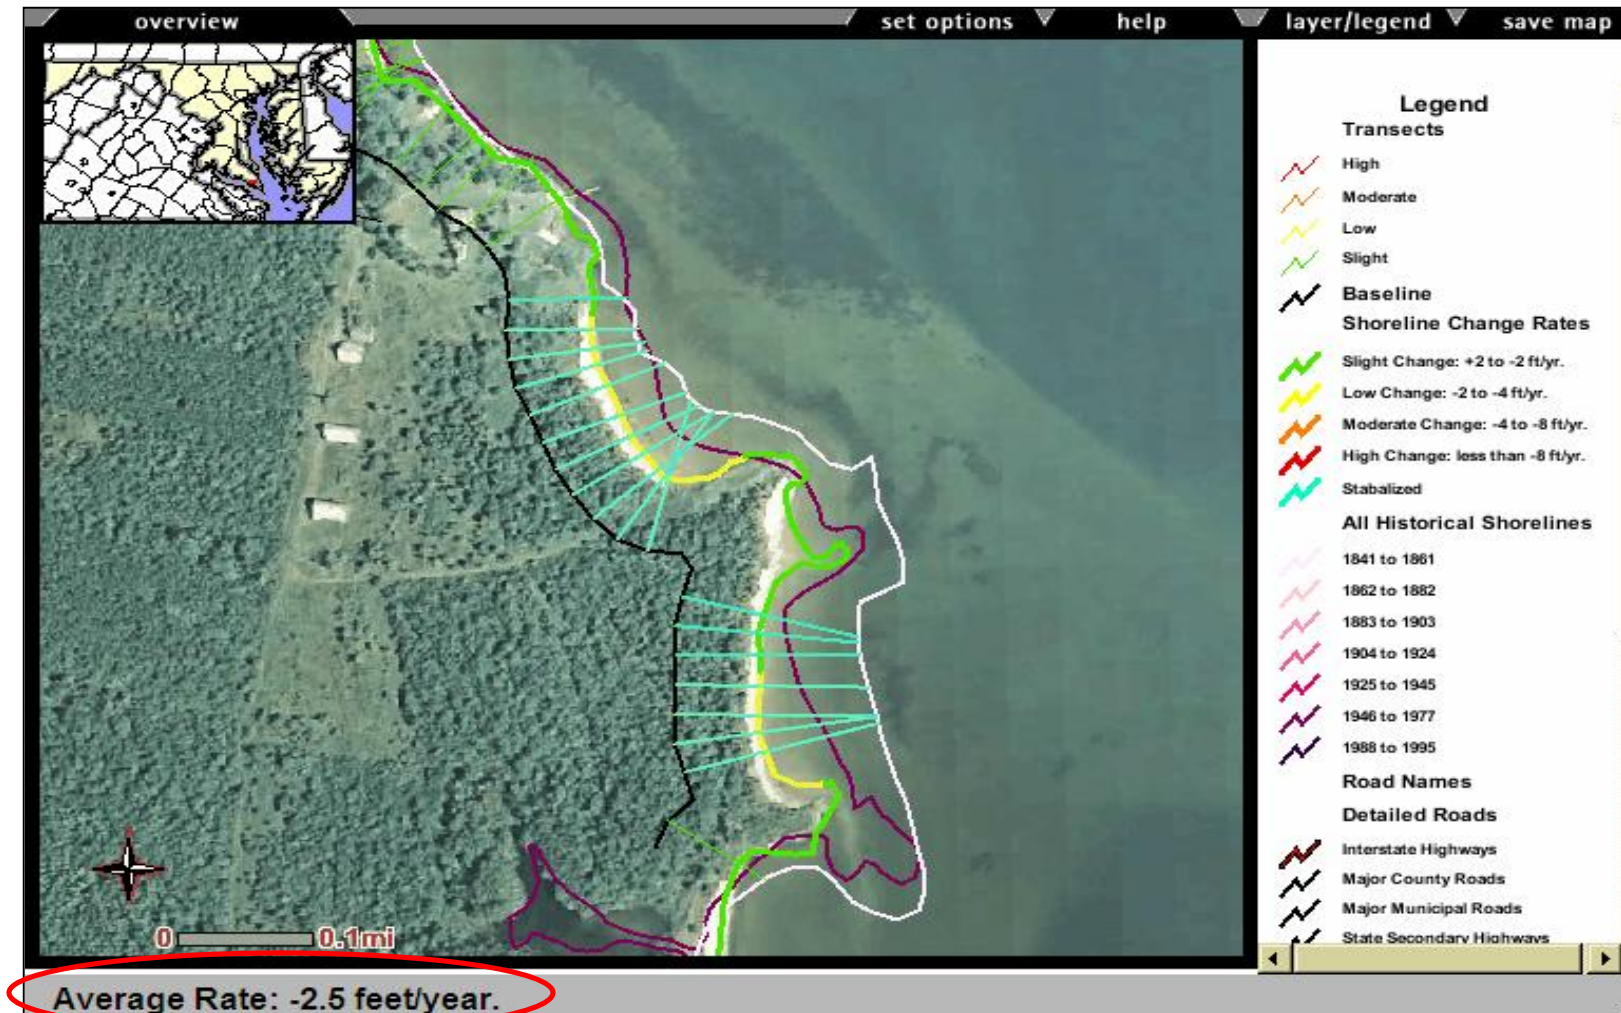 overview
set options
help
layer/legend
save map
Legend
Transects
High
Moderate
Low
Slight
Baseline
Shoreline Change Rates
Slight Change: +2 to -2 ft/yr.
Low Change: -2 to -4 ft/yr.
Moderate Change: -4 to -8 ft/yr.
High Change: less than -8 ft/yr.
Stabalized
All Historical Shorelines
1841 to 1861
1862 to 1882
1883 to 1903
1904 to 1924
1925 to 1945
1946 to 1977
1988 to 1995
Road Names
Detailed Roads
Interstate Highways
Major County Roads
Major Municipal Roads
State Secondary Highways
0 0.1mi
Average Rate: -2.5 feet/year.